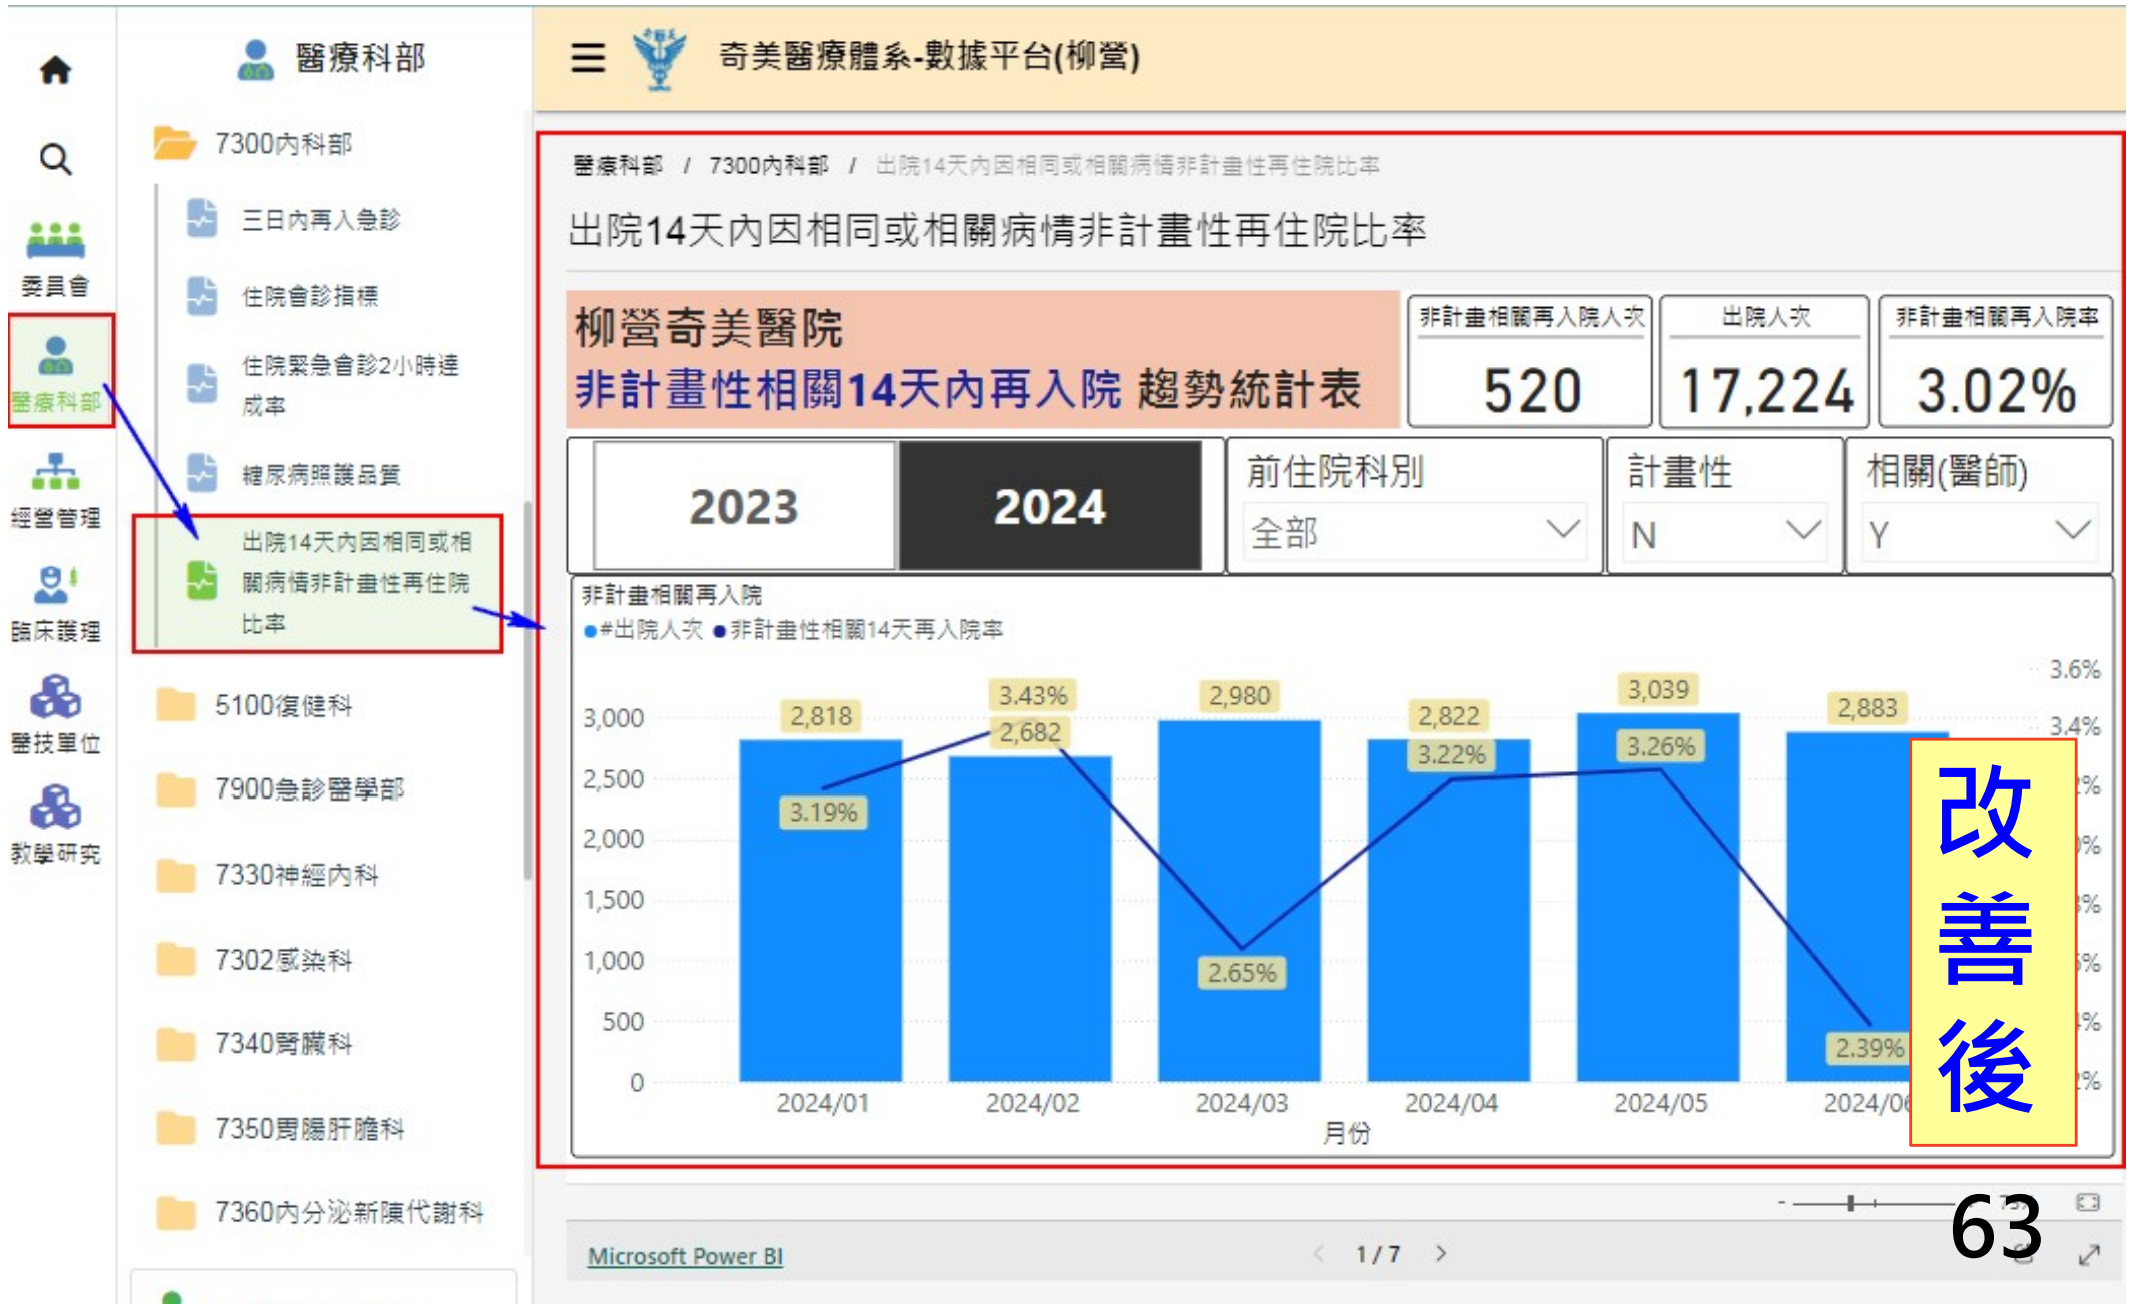 醫療科部
奇美醫療體系-數據平台(柳營)
委員會
醫療科部
經營管理
臨床護理
醫技單位
教學研究
7300內科部
三日內再入急診
住院會診指標
住院緊急會診2小時達
成率
糖尿病照護品質
出院14天內因相同或相
關病情非計畫性再住院
比率
5100復健科
7900急診醫學部
7330神經內科
7302感染科
7340腎臟科
7350胃腸肝膽科
7360內分泌新陳代謝科
醫療科部 / 7300內科部 / 出院14天內因相同或相關病情非計畫性再住院比率
出院14天內因相同或相關病情非計畫性再住院比率
柳營奇美醫院
非計畫性相關14天內再入院 趨勢統計表
非計畫相關再入院人次
520
出院人次
17,224
非計畫相關再入院率
3.02%
2023
2024
前住院科別
全部
計畫性
N
相關(醫師)
Y
非計畫相關再入院
#出院人次 非計畫性相關14天再入院率
3,000
2,500
2,000
1,500
1,000
500
0
2,818
3.43%
2,682
2,980
2,822
3,039
2,883
3.19%
2.65%
3.22%
3.26%
2.39%
3.6%
3.4%
2024/01
2024/02
2024/03
2024/04
2024/05
月份
改
善
後
Microsoft Power BI
1 / 7
63